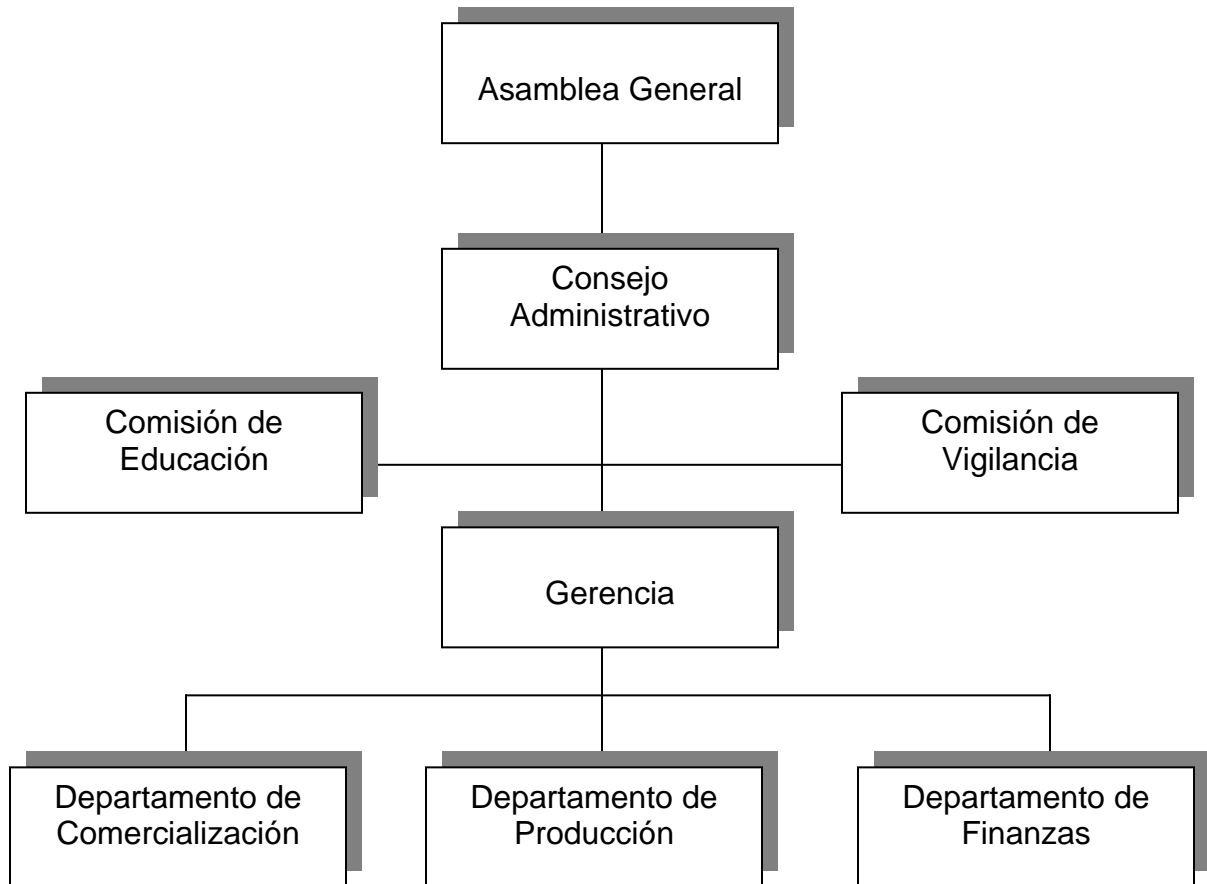 Asamblea General
Consejo
Administrativo
Comisión de
Educación
Comisión de
Vigilancia
Gerencia
Departamento de
Comercialización
Departamento de
Producción
Departamento de
Finanzas